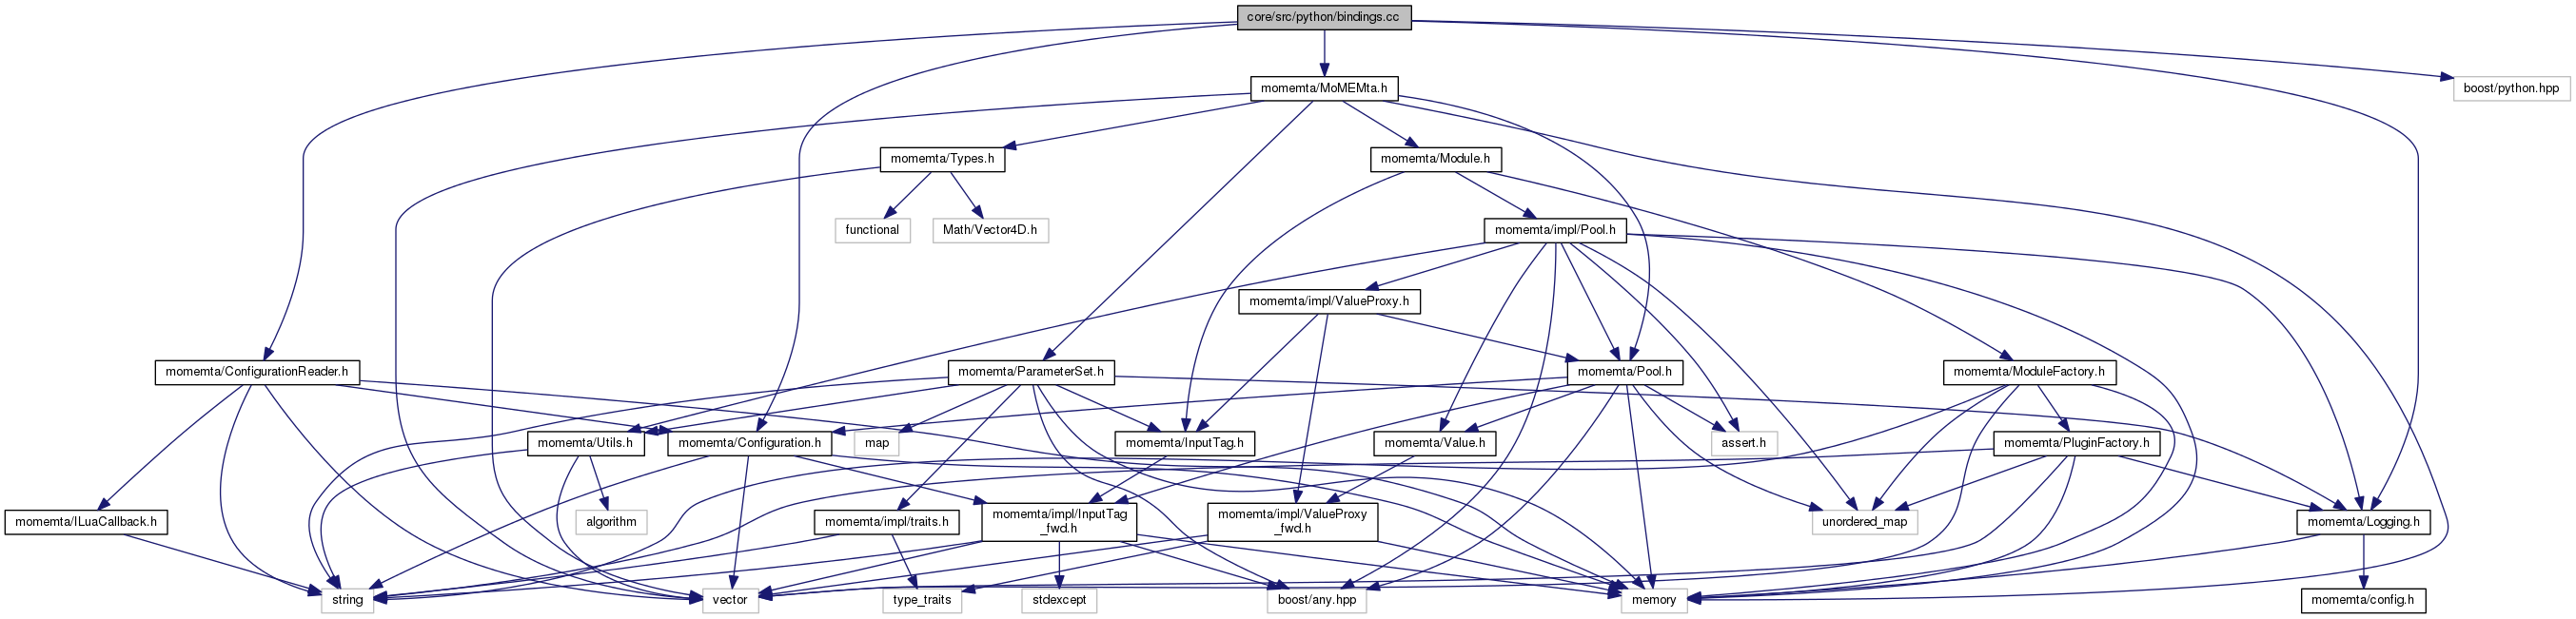 core/src/python/bindings.cc
momemta/MoMEMta.h
boost/python.hpp
momemta/Types.h
momemta/Module.h
functional
Math/Vector4D.h
momemta/impl/Pool.h
momemta/impl/ValueProxy.h
momemta/ConfigurationReader.h
momemta/ParameterSet.h
momemta/Pool.h
momemta/ModuleFactory.h
momemta/Utils.h
momemta/Configuration.h
map
momemta/InputTag.h
momemta/Value.h
assert.h
momemta/PluginFactory.h
momemta/ILuaCallback.h
algorithm
momemta/impl/traits.h
momemta/impl/InputTag
_fwd.h
momemta/impl/ValueProxy
_fwd.h
unordered_map
momemta/Logging.h
string
vector
type_traits
stdexcept
boost/any.hpp
memory
momemta/config.h